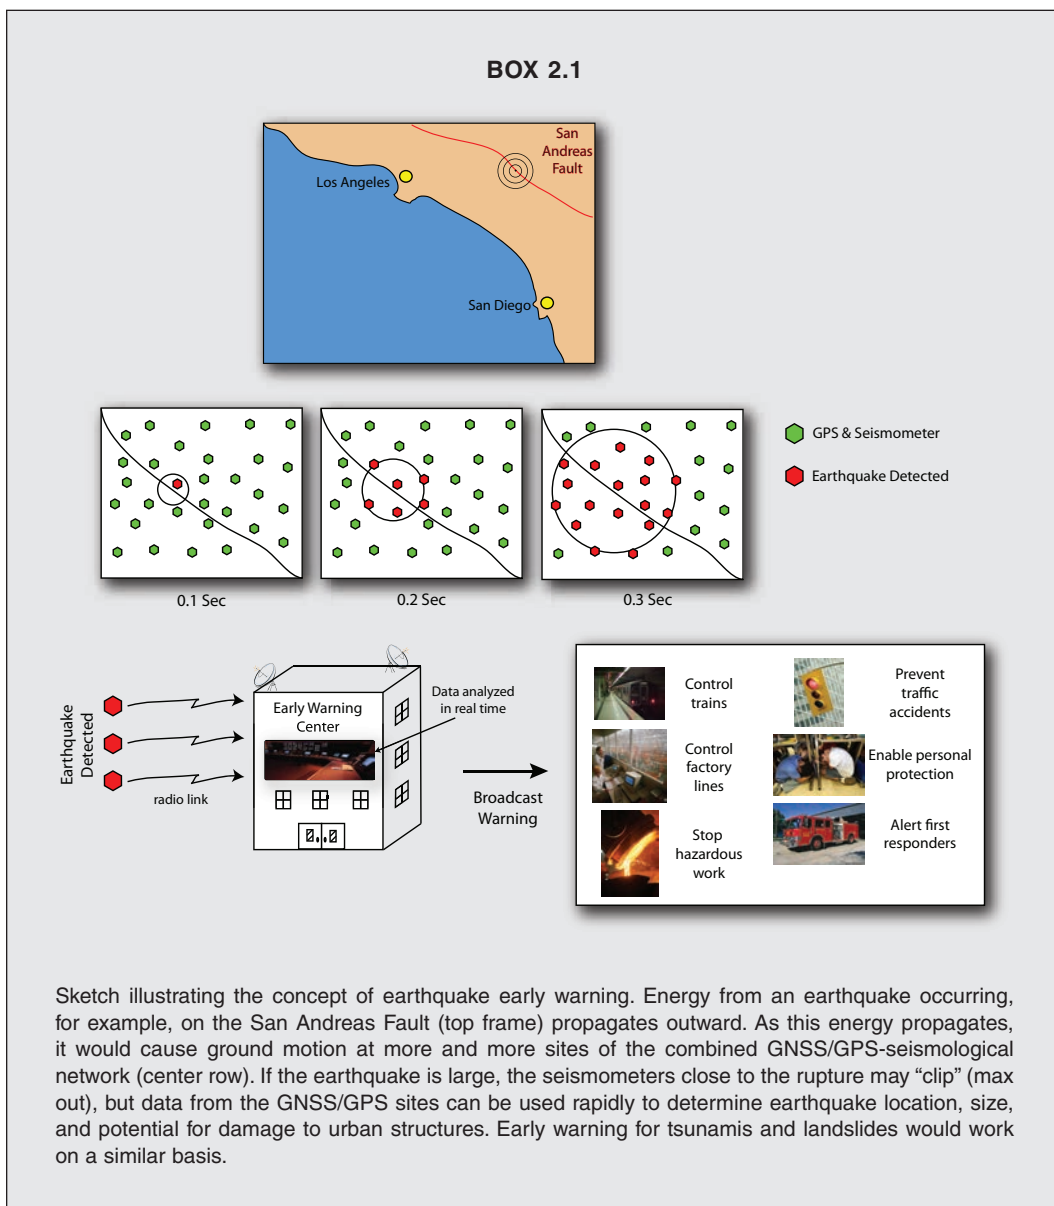 BOX 2.1
San
Andreas
Fault
Los Angeles
San Diego
GPS & Seismometer
Earthquake Detected
0.1 Sec
0.2 Sec
0.3 Sec
Earthquake
Detected
radio link
Early Warning
Center
Data analyzed
in real time
Broadcast
Warning
Control
trains
Prevent
traffic
accidents
Control
factory
lines
Enable personal
protection
Stop
hazardous
work
Alert first
responders
Sketch illustrating the concept of earthquake early warning. Energy from an earthquake occurring,
for example, on the San Andreas Fault (top frame) propagates outward. As this energy propagates,
it would cause ground motion at more and more sites of the combined GNSS/GPS-seismological
network (center row). If the earthquake is large, the seismometers close to the rupture may “clip” (max
out), but data from the GNSS/GPS sites can be used rapidly to determine earthquake location, size,
and potential for damage to urban structures. Early warning for tsunamis and landslides would work
on a similar basis.